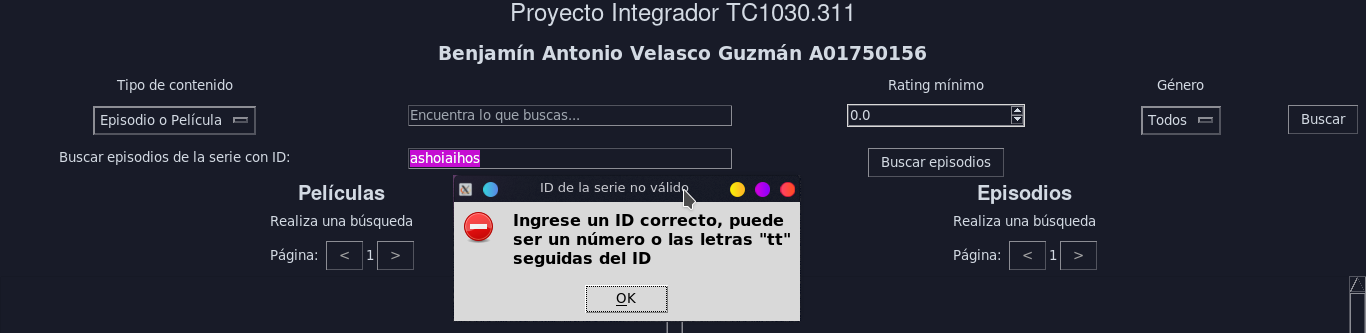 Proyecto Integrador TC1030.311
Benjamín Antonio Velasco Guzmán A01750156
Tipo de contenido
Rating mínimo
Género
Episodio o Película
Encuentra lo que buscas...
0.0
Todos
Buscar
Buscar episodios de la serie con ID:
ashoiaihos
Buscar episodios
Películas
Realiza una búsqueda
Página: < 1 >
ID de la serie no válido
Ingrese un ID correcto, puede
ser un número o las letras "tt"
seguidas del ID
OK
Episodios
Realiza una búsqueda
Página: < 1 >